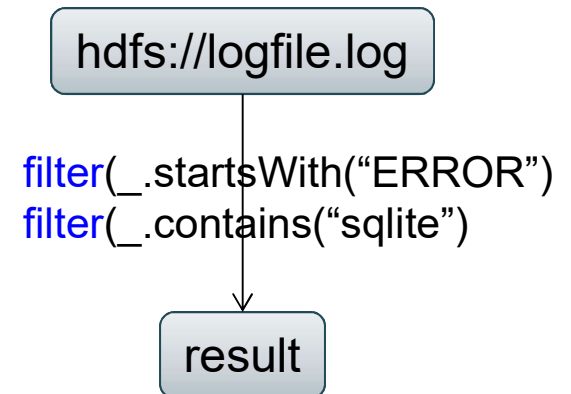 hdfs://logfile.log
filter(_.startsWith(“ERROR”)
filter(_.contains(“sqlite”)
result